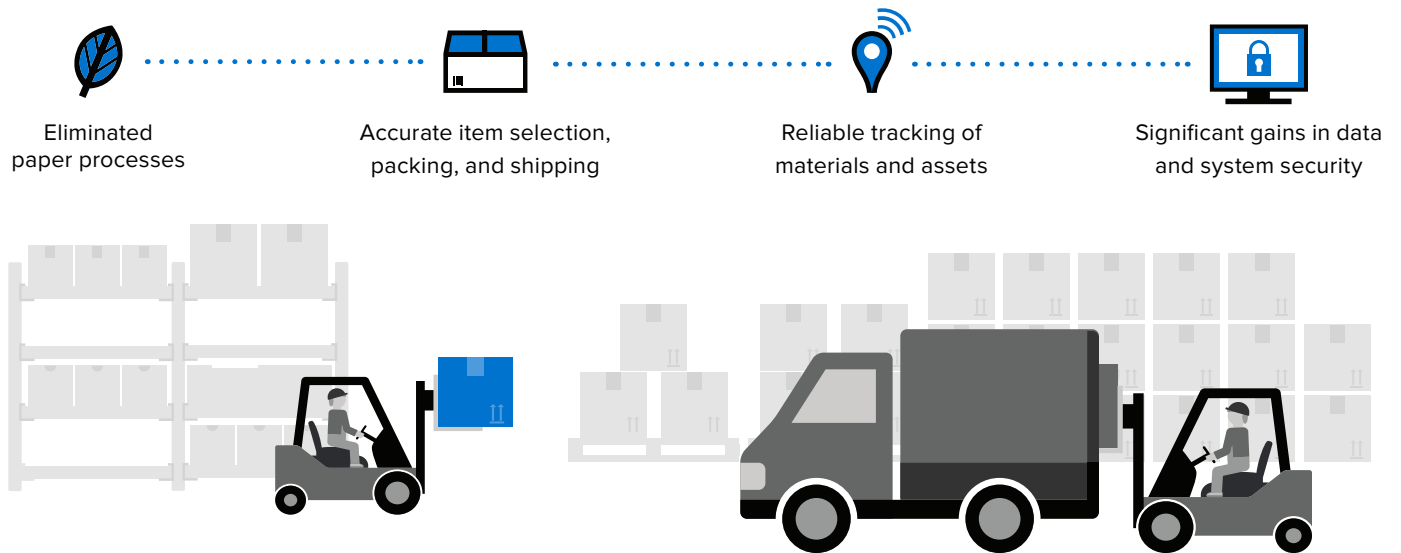 Eliminated
paper processes
Accurate item selection,
packing, and shipping
Reliable tracking of
materials and assets
Significant gains in data
and system security